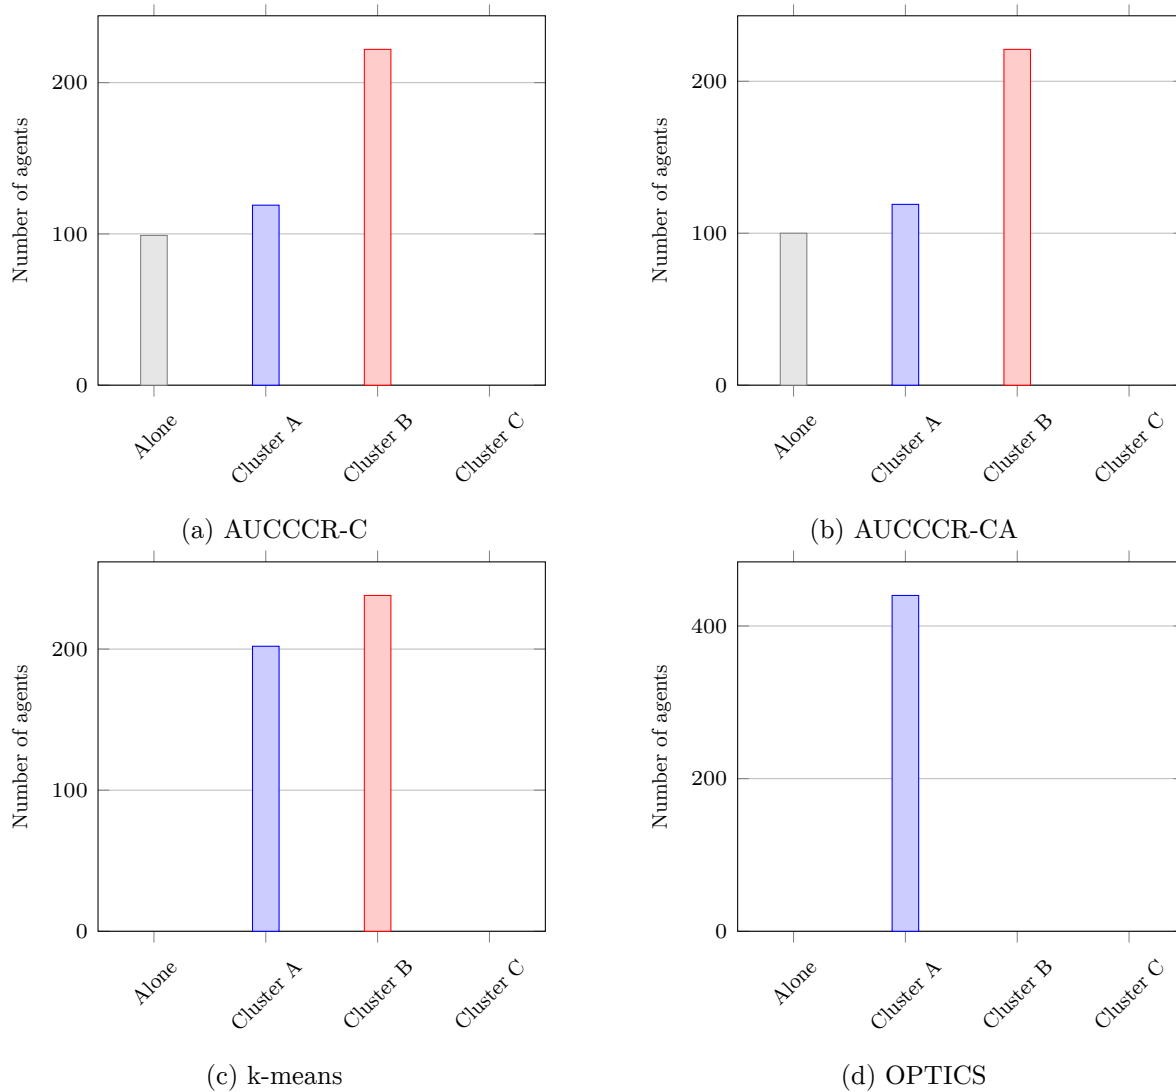 Number of agents
200
100
0
Alone
Cluster A
Cluster B
Cluster C
(a) AUCCCR-C
Number of agents
200
100
0
Alone
Cluster A
Cluster B
Cluster C
(b) AUCCCR-CA
Number of agents
200
100
0
Alone
Cluster A
Cluster B
Cluster C
(c) k-means
Number of agents
400
200
0
Alone
Cluster A
Cluster B
Cluster C
(d) OPTICS